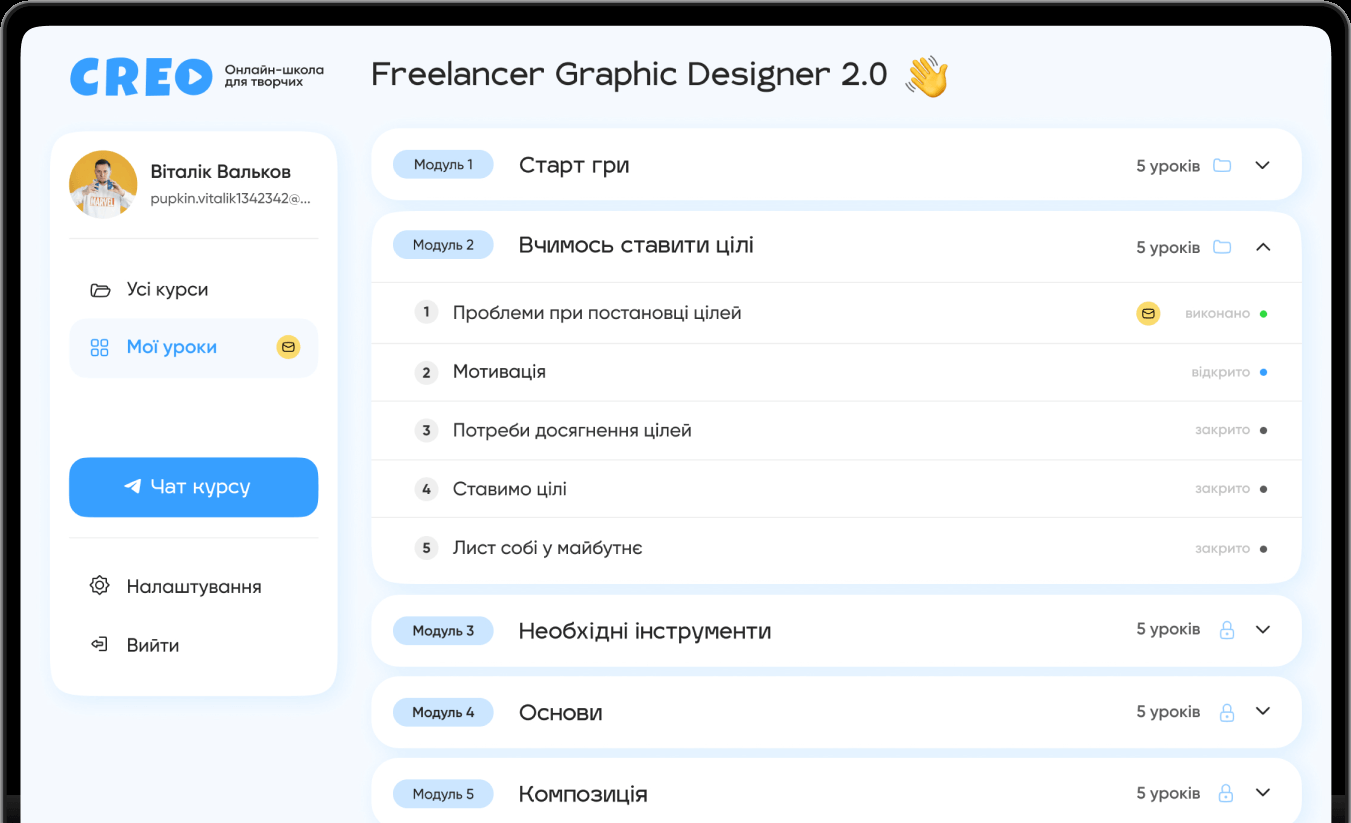 CREO
Онлайн-школа
для творчих
Freelancer Graphic Designer 2.0
Віталік Вальков
pupkin.vitalik1342342@...
Усі курси
Мої уроки
Чат курсу
Налаштування
Вийти
Модуль 1 Старт гри 5 уроків
Модуль 2 Вчимось ставити цілі 5 уроків
1 Проблеми при постановці цілей виконано
2 Мотивація відкрито
3 Потреби досягнення цілей закрито
4 Ставимо цілі закрито
5 Лист собі у майбутнє закрито
Модуль 3 Необхідні інструменти 5 уроків
Модуль 4 Основи 5 уроків
Модуль 5 Композиція 5 уроків